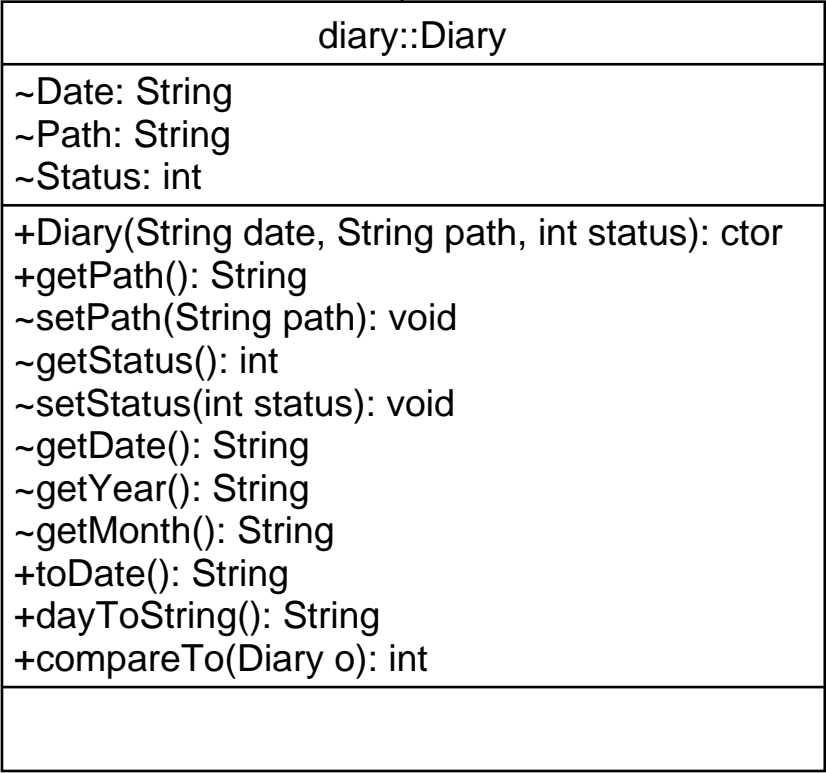 diary::Diary
~Date: String
~Path: String
~Status: int
+Diary(String date, String path, int status): ctor
+getPath(): String
~setPath(String path): void
~getStatus(): int
~setStatus(int status): void
~getDate(): String
~getYear(): String
~getMonth(): String
+toDate(): String
+dayToString(): String
+compareTo(Diary o): int